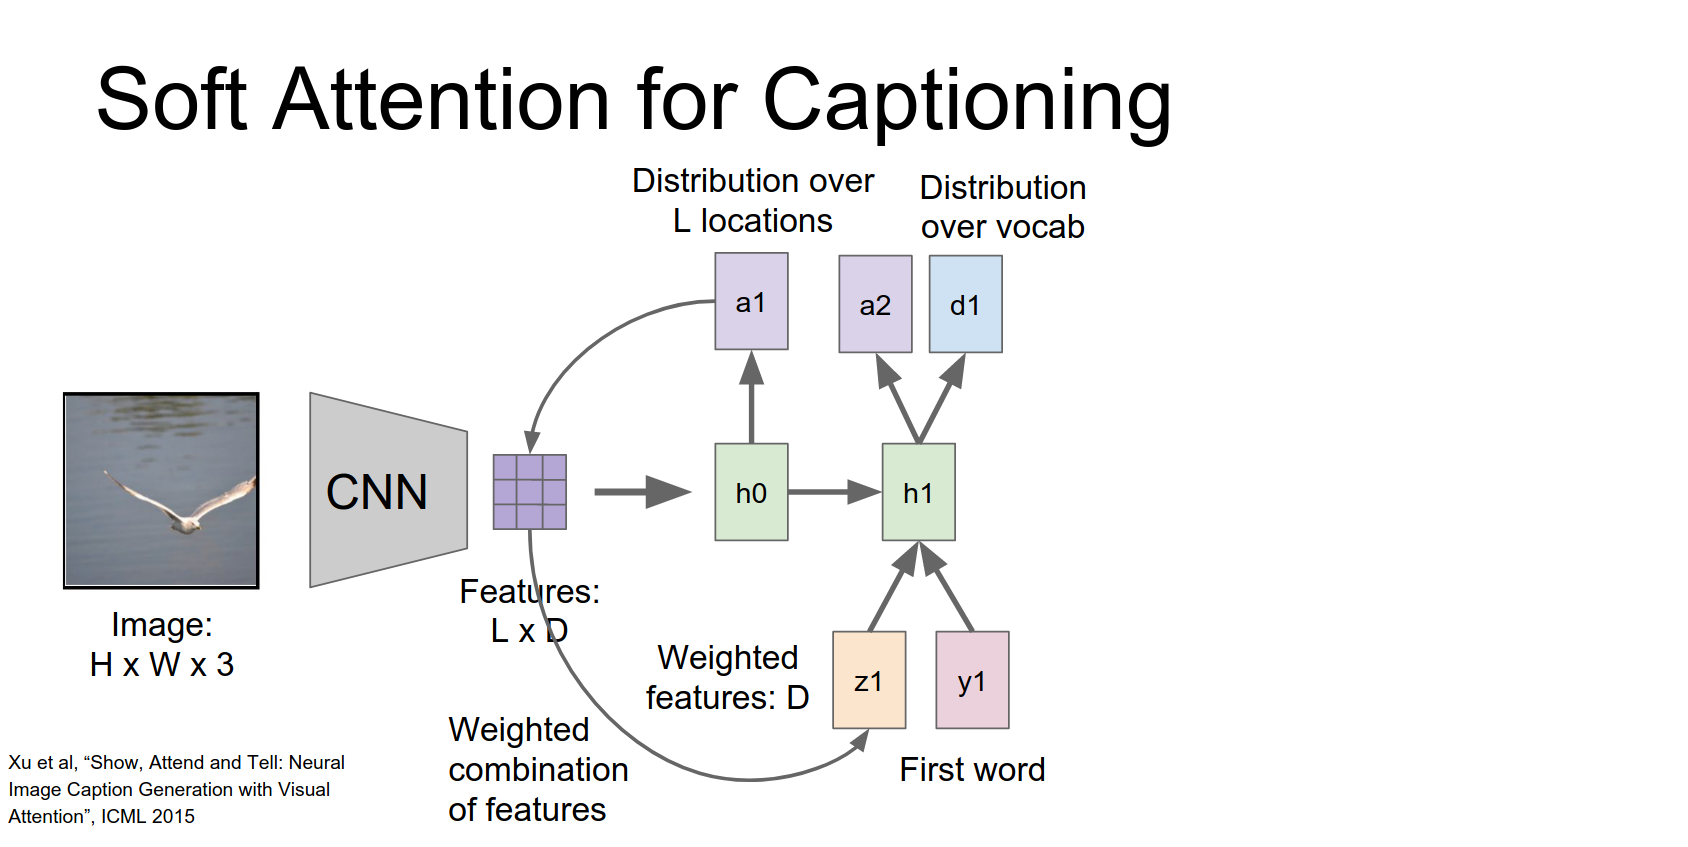 Soft Attention for Captioning
Distribution over
L locations
Distribution
over vocab
a1
a2
d1
CNN
h0
h1
Features:
L x D
Image:
H x W x 3
Weighted
features: D
z1
y1
Weighted
combination
of features
First word
Xu et al, “Show, Attend and Tell: Neural
Image Caption Generation with Visual
Attention”, ICML 2015